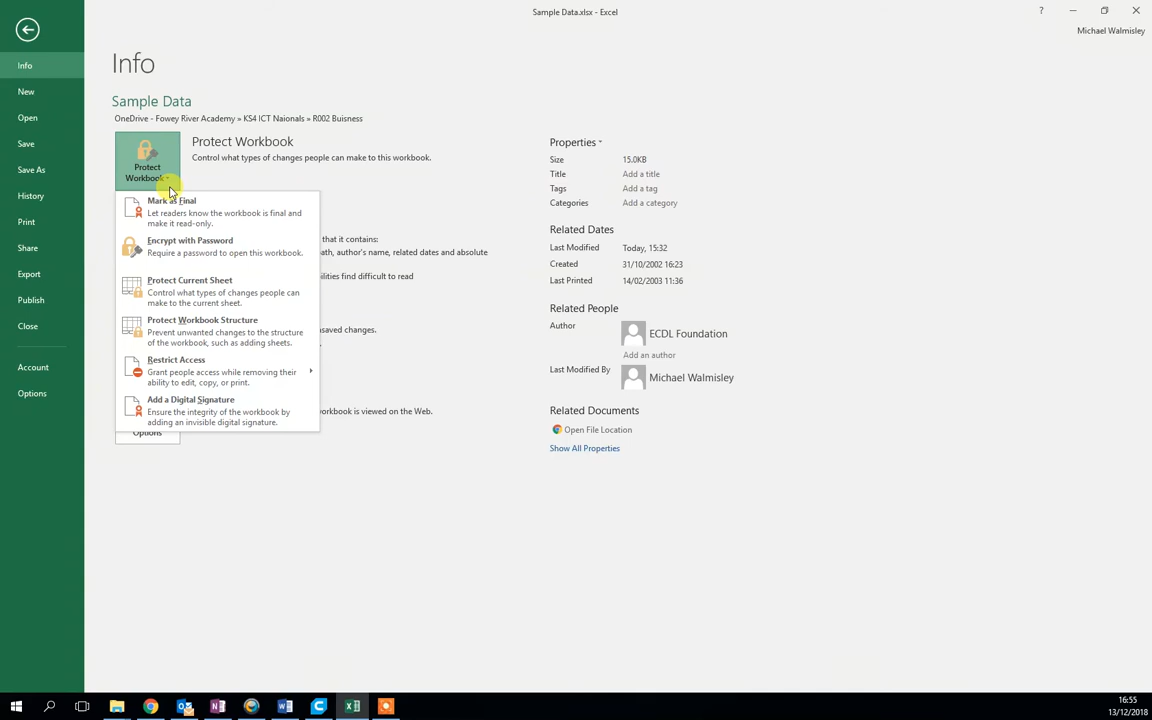 Sample Data.xlsx - Excel
?
Michael Walmisley
Info
New
Open
Save
Save As
History
Print
Share
Export
Publish
Close
Account
Options
Info
Sample Data
OneDrive - Fowey River Academy » KS4 ICT Naionals » R002 Buisness
Protect
Workbook
Protect Workbook
Control what types of changes people can make to this workbook.
Mark as Final
Let readers know the workbook is final and
make it read-only.
Encrypt with Password
Require a password to open this workbook.
Protect Current Sheet
Control what types of changes people can
make to the current sheet.
Protect Workbook Structure
Prevent unwanted changes to the structure
of the workbook, such as adding sheets.
Restrict Access
Grant people access while removing their
ability to edit, copy, or print.
Add a Digital Signature
Ensure the integrity of the workbook by
adding an invisible digital signature.
that it contains:
path, author's name, related dates and absolute
find difficult to read
changes.
workbook is viewed on the Web.
Options
Properties
Size 15.0KB
Title Add a title
Tags Add a tag
Categories Add a category
Related Dates
Last Modified Today, 15:32
Created 31/10/2002 16:23
Last Printed 14/02/2003 11:36
Related People
Author ECDL Foundation
Add an author
Last Modified By Michael Walmisley
Related Documents
Open File Location
Show All Properties
16:55
13/12/2018